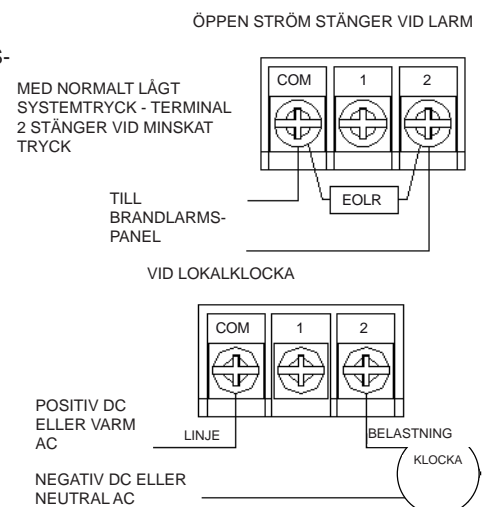 ÖPPEN STRÖM STÄNGER VID LARM
S-
MED NORMALT LÅGT
SYSTEMTRYCK - TERMINAL
2 STÄNGER VID MINSKAT
TRYCK
COM 1 2
EOLR
TILL
BRANDLARMS-
PANEL
VID LOKALKLOCKA
COM 1 2
POSITIV DC
ELLER VARM
AC
LINJE
BELASTNING
KLOCKA
NEGATIV DC ELLER
NEUTRAL AC